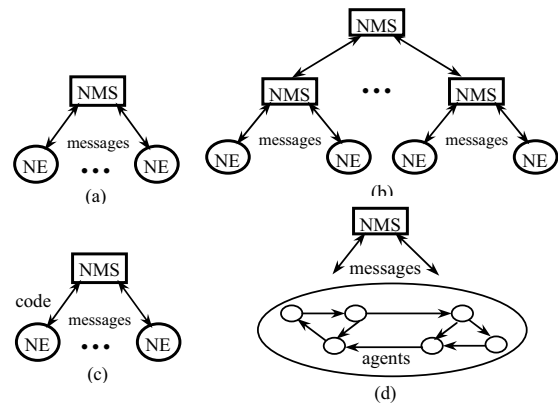 NMS
messages
NE
•••
NE
(a)
NMS
NMS
•••
NMS
messages
messages
NE
NE
NE
NE
(b)
NMS
code
messages
NE
•••
NE
(c)
NMS
messages
agents
(d)